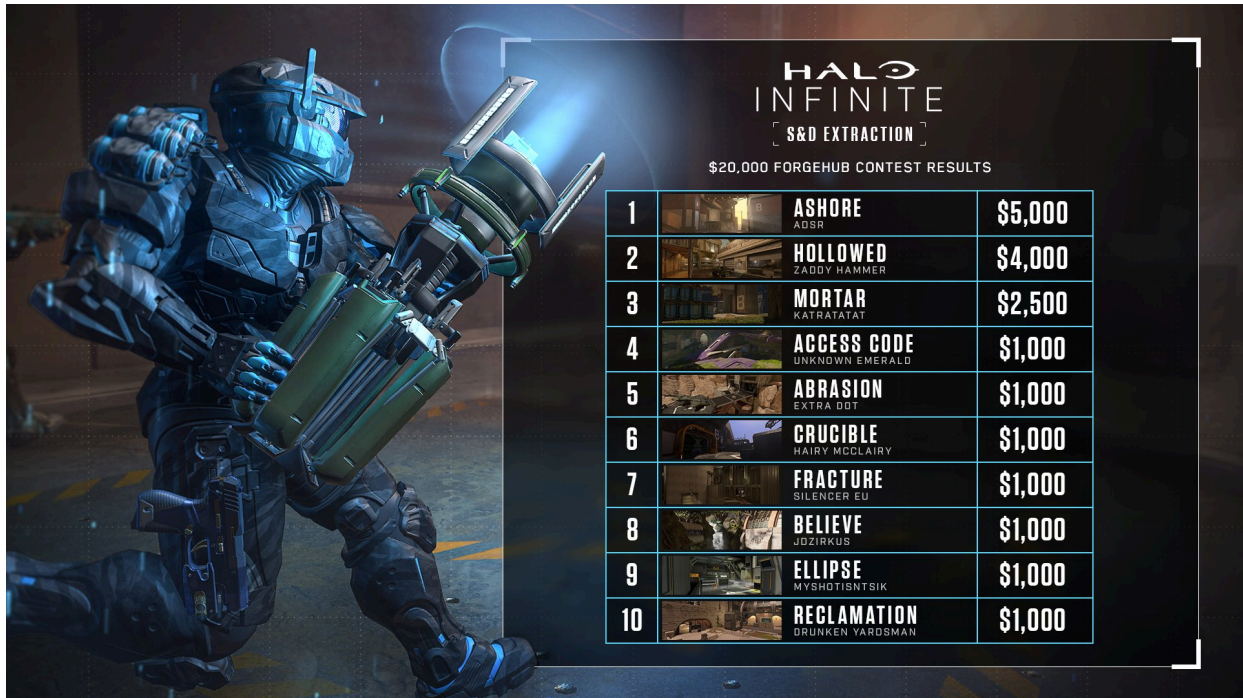 HALO
INFINITE
S&D EXTRACTION
$20,000 FORGEHUB CONTEST RESULTS
1 ASHORE $5,000
ADSR
2 HOLLOWED $4,000
ZADDY HAMMER
3 MORTAR $2,500
KATRATATAT
4 ACCESS CODE $1,000
UNKNOWN EMERALD
5 ABRASION $1,000
EXTRA DOT
6 CRUCIBLE $1,000
HAIRY MCCLAIRY
7 FRACTURE $1,000
SILENCER EU
8 BELIEVE $1,000
JDZIRKUS
9 ELLIPSE $1,000
MYSHOTISNTSIK
10 RECLAMATION $1,000
DRUNKEN YARDSMAN